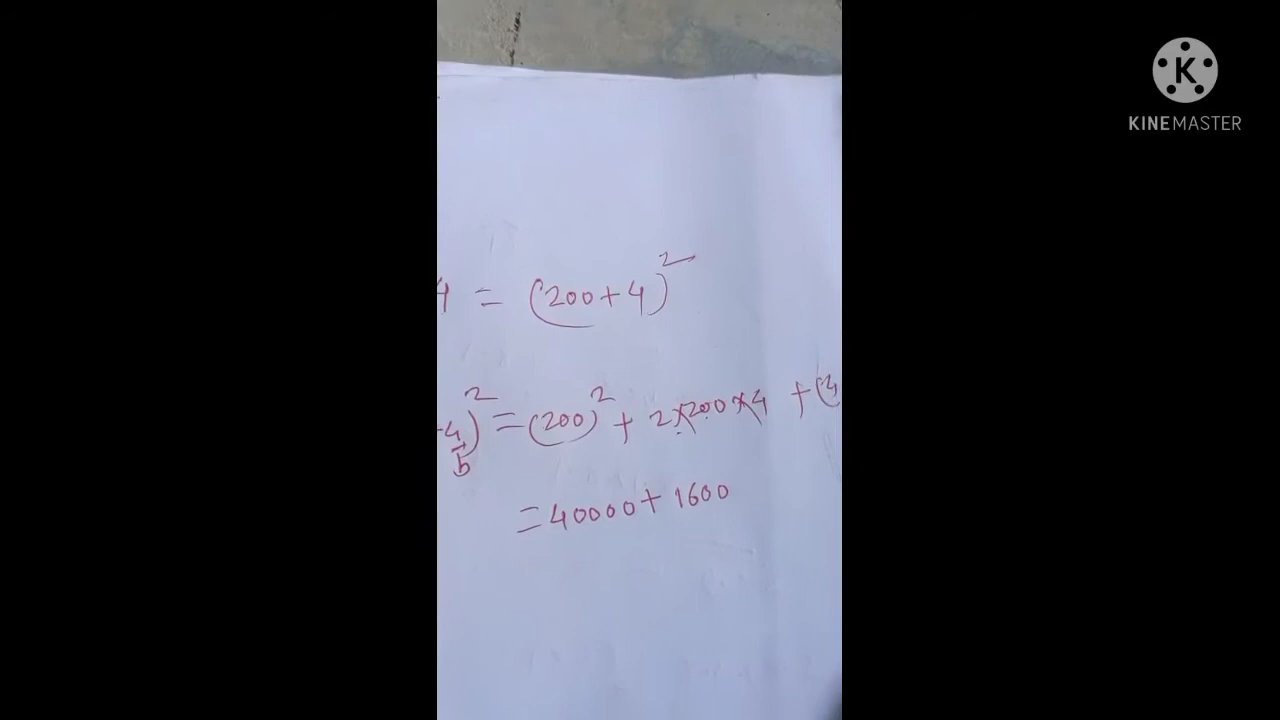 K
KINEMASTER
4 = (200+4)²
4)² = (200)² + 2×200×4 + (4
b
= 40000 + 1600